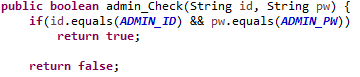 public boolean admin_Check(String id, String pw) {
    if(id.equals(ADMIN_ID) && pw.equals(ADMIN_PW))
        return true;

    return false;